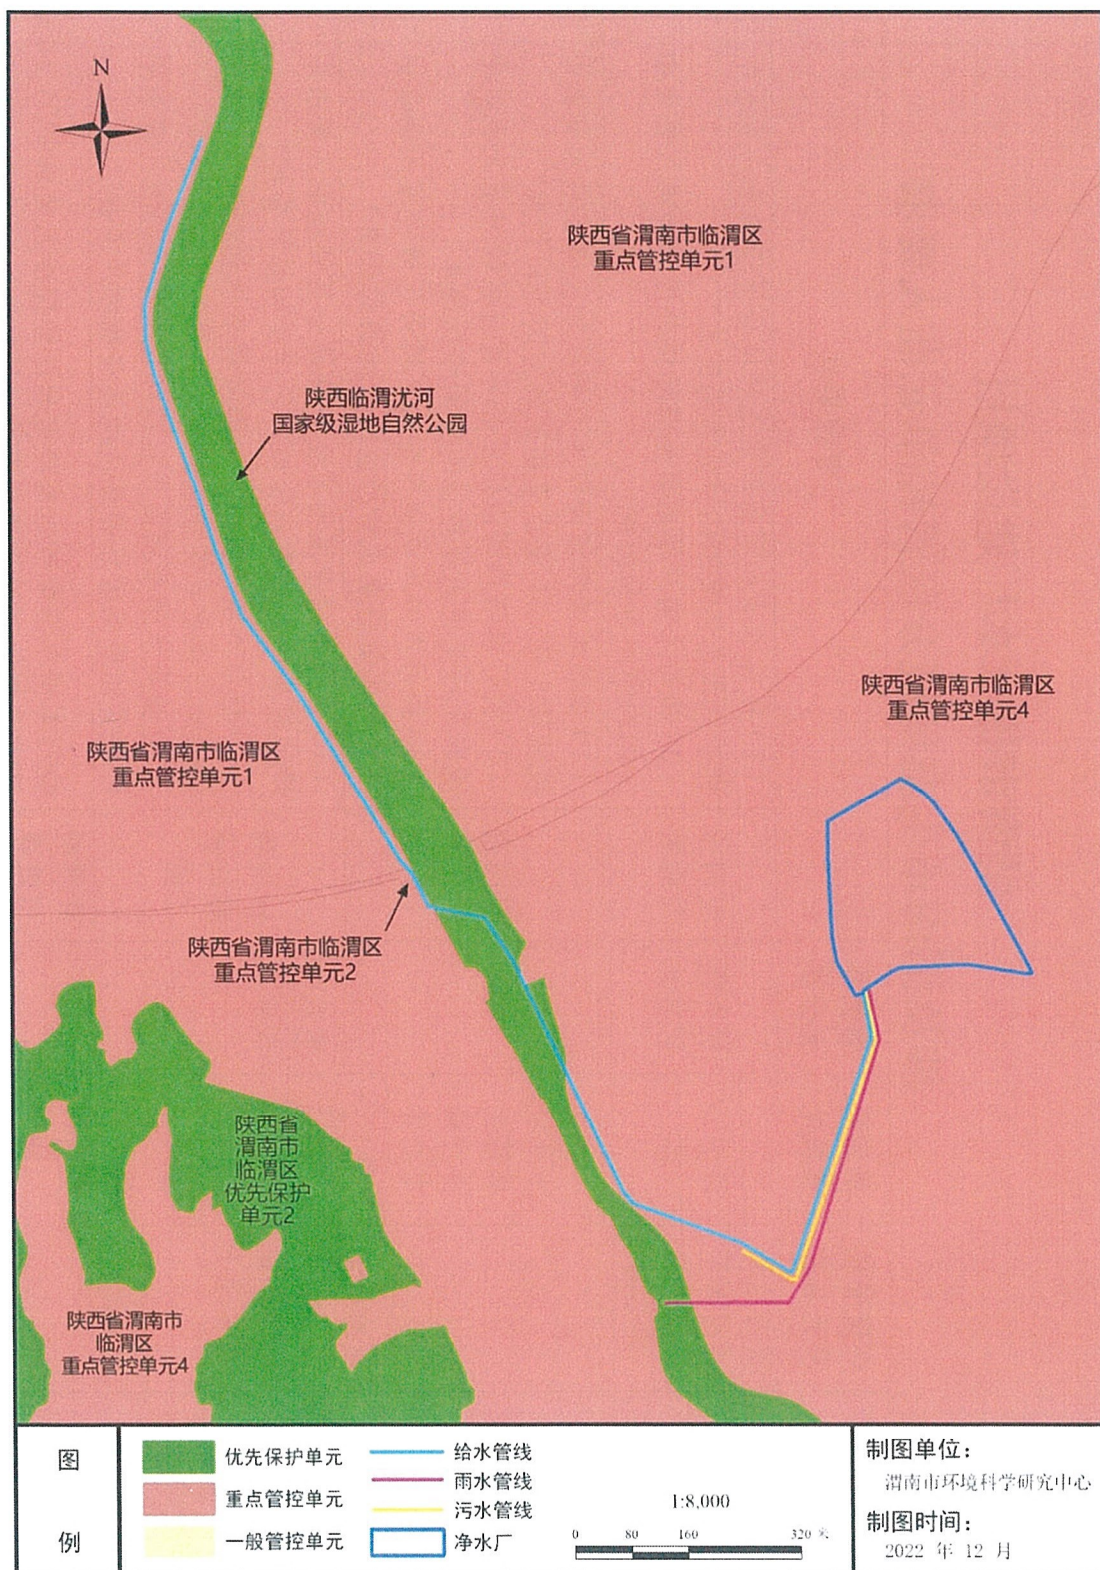 N
陕西省渭南市临渭区
重点管控单元1
陕西临渭沋河
国家级湿地自然公园
陕西省渭南市临渭区
重点管控单元4
陕西省渭南市临渭区
重点管控单元1
陕西省渭南市临渭区
重点管控单元2
陕西省
渭南市
临渭区
优先保护
单元2
陕西省渭南市
临渭区
重点管控单元4
图
例
优先保护单元
重点管控单元
一般管控单元
给水管线
雨水管线
污水管线
净水厂
1:8,000
0 80 160 320 米
制图单位：
渭南市环境科学研究中心
制图时间：
2022 年 12 月